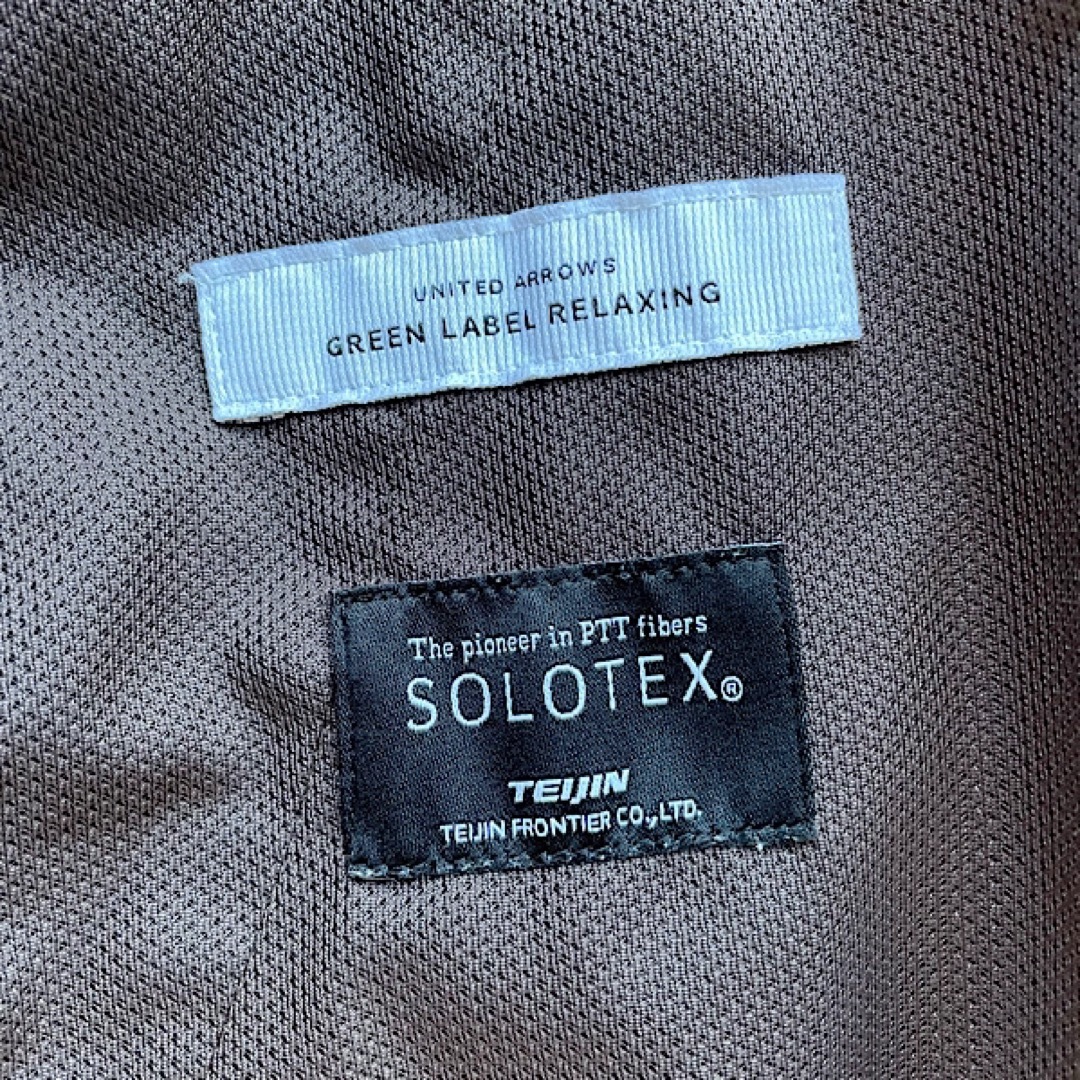 UNITED ARROWS
GREEN LABEL RELAXING
The pioneer in PTT fibers
SOLOTEX®
TEIJIN
TEIJIN FRONTIER CO.,LTD.